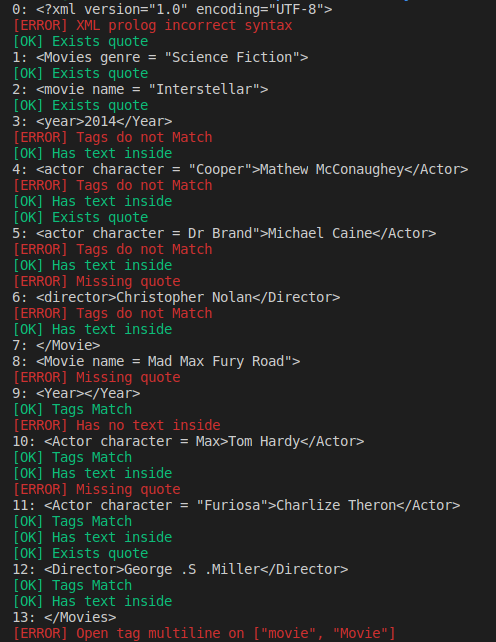 0: <?xml version="1.0" encoding="UTF-8">
[ERROR] XML prolog incorrect syntax
[OK] Exists quote
1: <Movies genre = "Science Fiction">
[OK] Exists quote
2: <movie name = "Interstellar">
[OK] Exists quote
3: <year>2014</Year>
[ERROR] Tags do not Match
[OK] Has text inside
4: <actor character = "Cooper">Mathew McConaughey</Actor>
[ERROR] Tags do not Match
[OK] Has text inside
[OK] Exists quote
5: <actor character = Dr Brand">Michael Caine</Actor>
[ERROR] Tags do not Match
[OK] Has text inside
[ERROR] Missing quote
6: <director>Christopher Nolan</Director>
[ERROR] Tags do not Match
[OK] Has text inside
7: </Movie>
8: <Movie name = Mad Max Fury Road">
[ERROR] Missing quote
9: <Year></Year>
[OK] Tags Match
[ERROR] Has no text inside
10: <Actor character = Max>Tom Hardy</Actor>
[OK] Tags Match
[OK] Has text inside
[ERROR] Missing quote
11: <Actor character = "Furiosa">Charlize Theron</Actor>
[OK] Tags Match
[OK] Has text inside
[OK] Exists quote
12: <Director>George .S .Miller</Director>
[OK] Tags Match
[OK] Has text inside
13: </Movies>
[ERROR] Open tag multiline on ["movie", "Movie"]